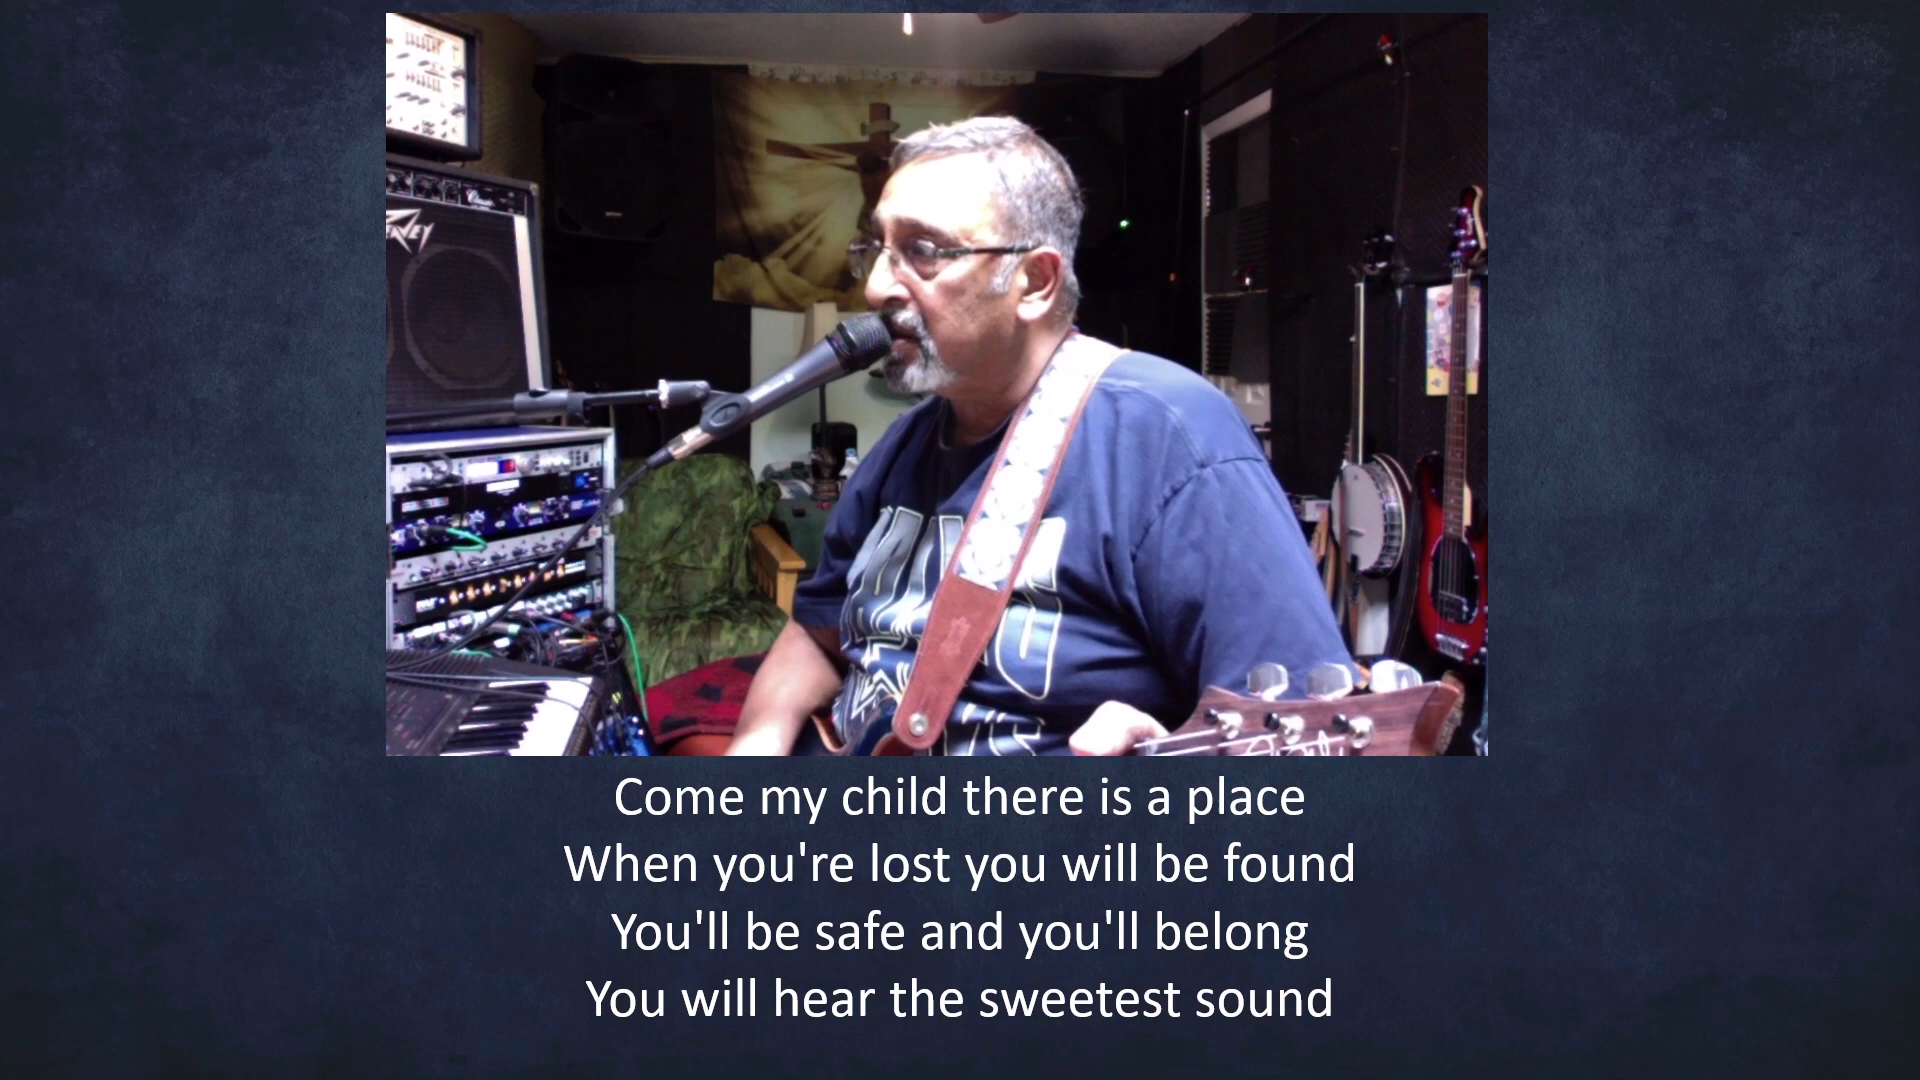 Classic
Come my child there is a place
When you're lost you will be found
You'll be safe and you'll belong
You will hear the sweetest sound